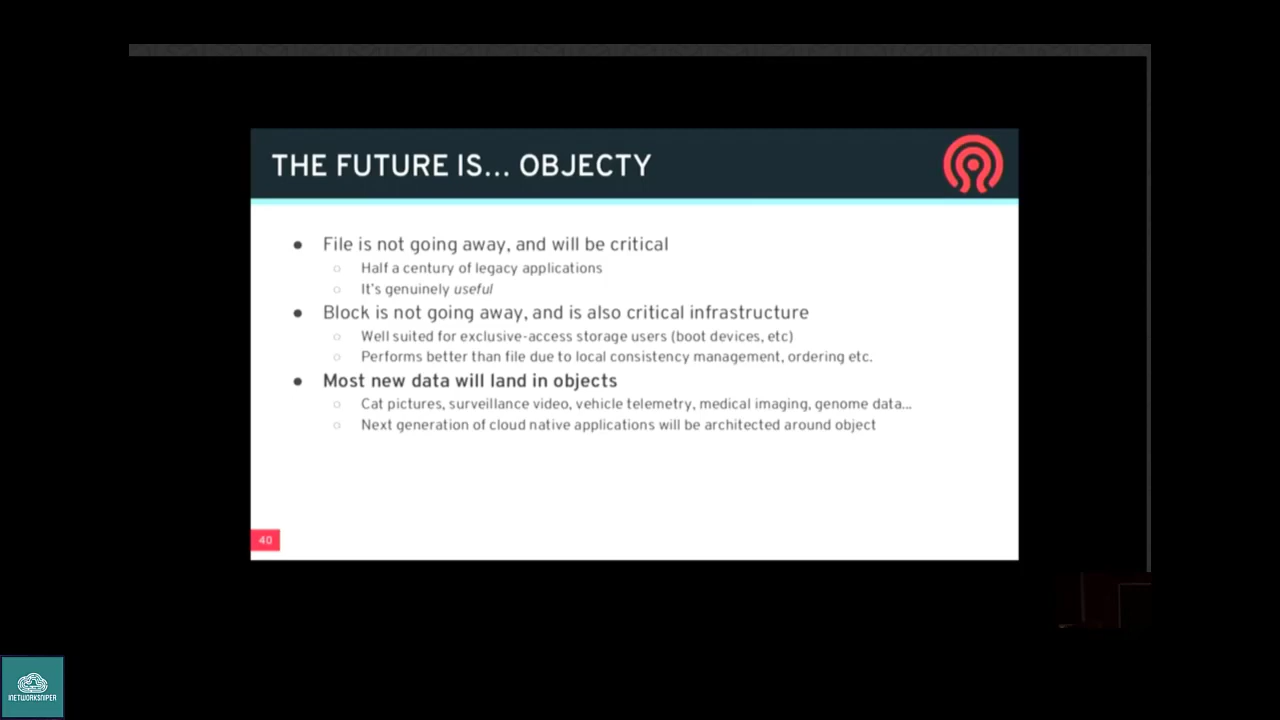 THE FUTURE IS... OBJECTY
● File is not going away, and will be critical
○ Half a century of legacy applications
○ It's genuinely useful
● Block is not going away, and is also critical infrastructure
○ Well suited for exclusive-access storage users (boot devices, etc)
○ Performs better than file due to local consistency management, ordering etc.
● Most new data will land in objects
○ Cat pictures, surveillance video, vehicle telemetry, medical imaging, genome data...
○ Next generation of cloud native applications will be architected around object
40
INETWORKSNIPER